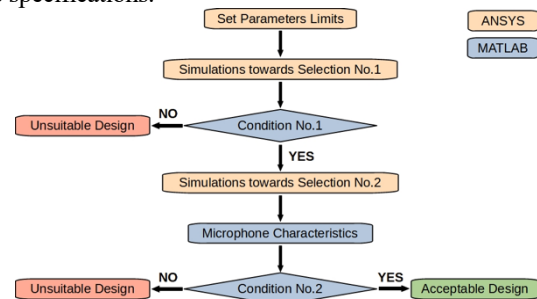 specifications.
Set Parameters Limits
ANSYS
MATLAB
Simulations towards Selection No.1
NO
Unsuitable Design
Condition No.1
YES
Simulations towards Selection No.2
Microphone Characteristics
NO
YES
Unsuitable Design
Condition No.2
Acceptable Design